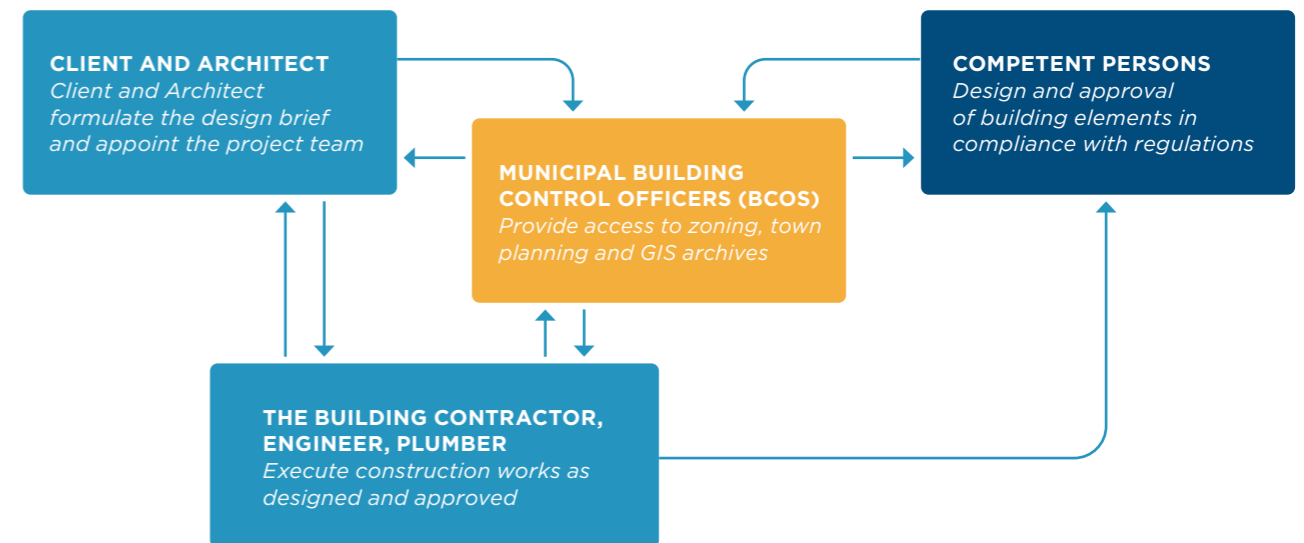 CLIENT AND ARCHITECT
Client and Architect
formulate the design brief
and appoint the project team
COMPETENT PERSONS
Design and approval
of building elements in
compliance with regulations
MUNICIPAL BUILDING
CONTROL OFFICERS (BCOS)
Provide access to zoning, town
planning and GIS archives
THE BUILDING CONTRACTOR,
ENGINEER, PLUMBER
Execute construction works as
designed and approved